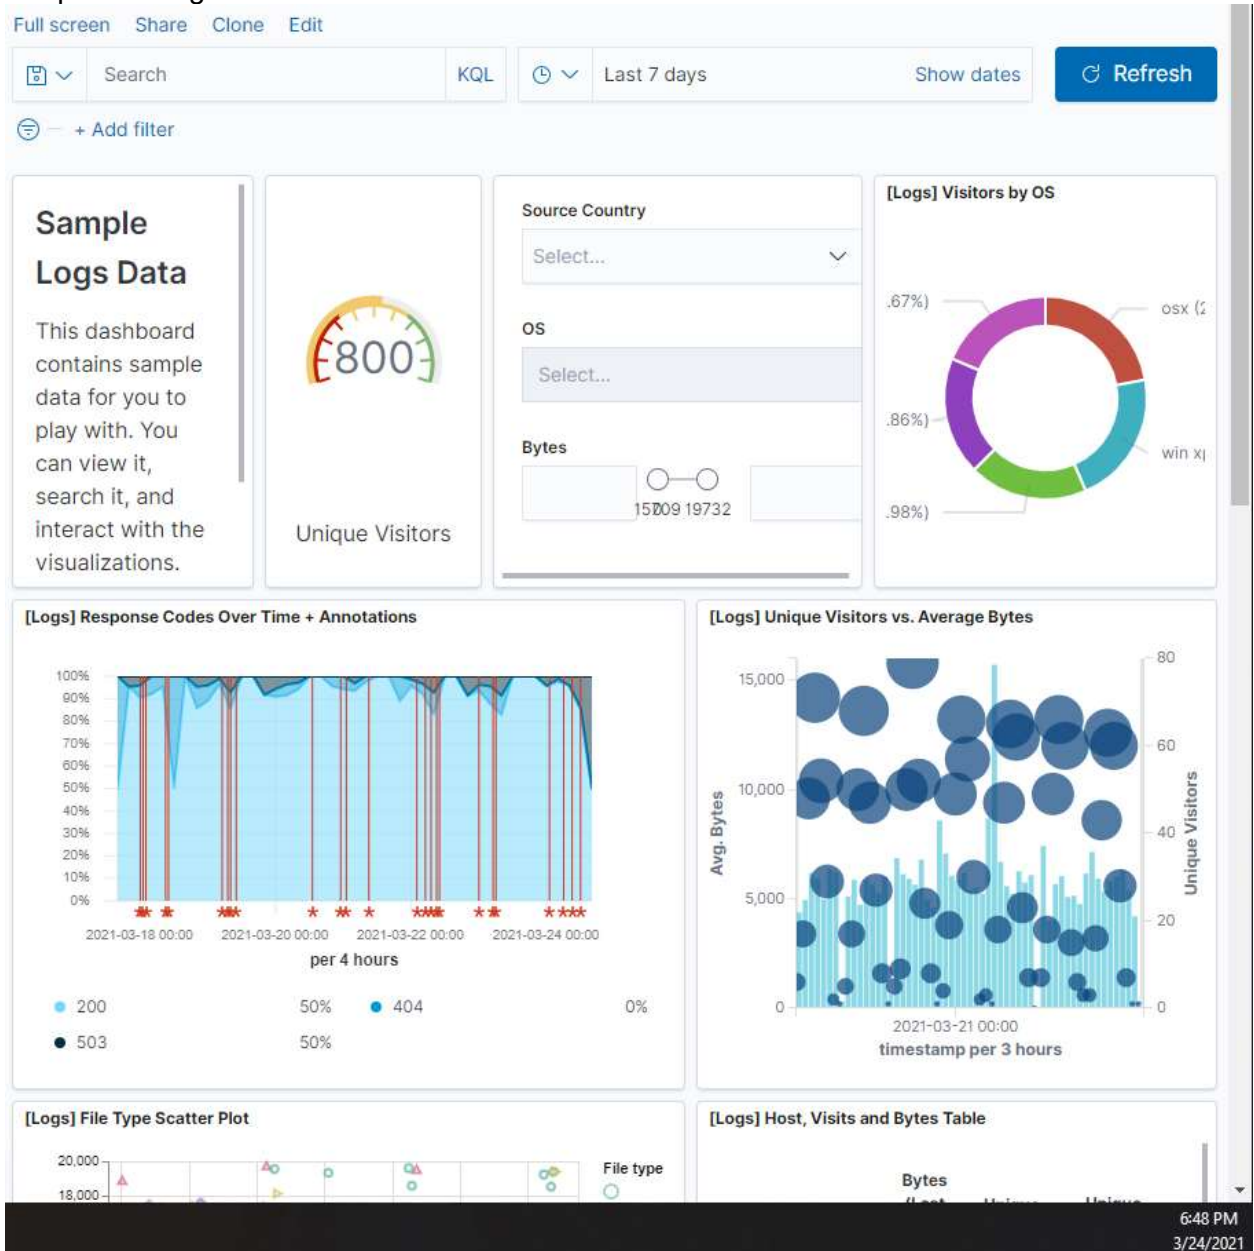 Full screen Share Clone Edit
Search KQL Last 7 days Show dates Refresh
+ Add filter
Sample
Logs Data
This dashboard
contains sample
data for you to
play with. You
can view it,
search it, and
interact with the
visualizations.
800
Unique Visitors
Source Country
Select...
OS
Select...
Bytes
19732
[Logs] Visitors by OS
.67%)
osx (2
.86%)
win xp
.98%)
[Logs] Response Codes Over Time + Annotations
100%
90%
80%
70%
60%
50%
40%
30%
20%
10%
0%
2021-03-18 00:00 2021-03-20 00:00 2021-03-22 00:00 2021-03-24 00:00
per 4 hours
200 50% 404 0%
503 50%
[Logs] Unique Visitors vs. Average Bytes
15,000
10,000
5,000
0
Avg. Bytes
80
60
40
20
0
Unique Visitors
2021-03-21 00:00
timestamp per 3 hours
[Logs] File Type Scatter Plot
20,000
18,000
File type
[Logs] Host, Visits and Bytes Table
Bytes
6:48 PM
3/24/2021